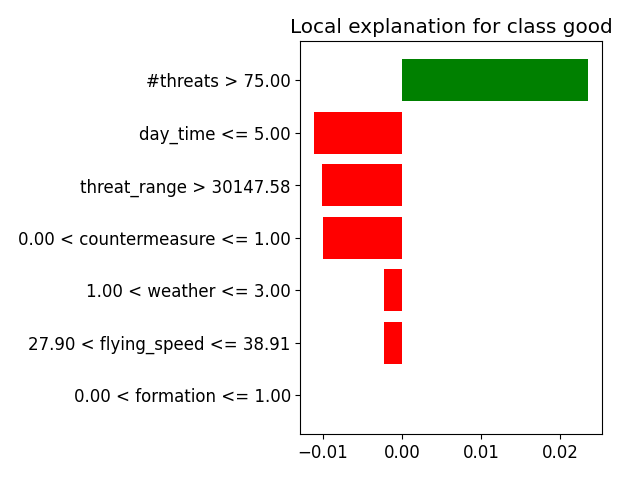 Local explanation for class good
#threats > 75.00
day_time <= 5.00
threat_range > 30147.58
0.00 < countermeasure <= 1.00
1.00 < weather <= 3.00
27.90 < flying_speed <= 38.91
0.00 < formation <= 1.00
−0.01 0.00 0.01 0.02